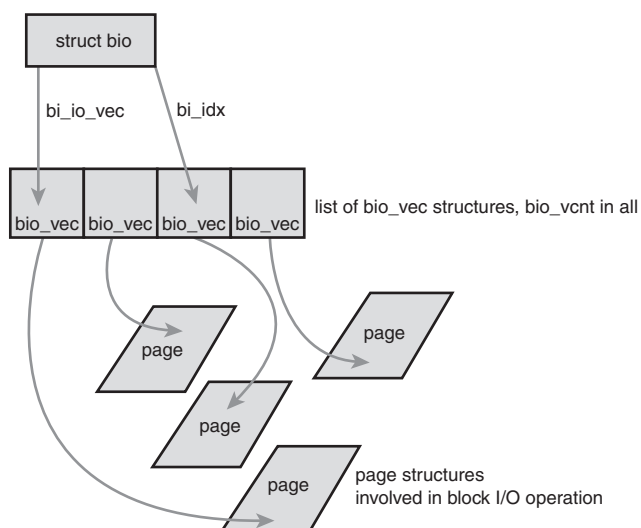 struct bio
bi_io_vec
bi_idx
bio_vec
bio_vec
bio_vec
bio_vec
list of bio_vec structures, bio_vcnt in all
page
page
page
page
page structures
involved in block I/O operation